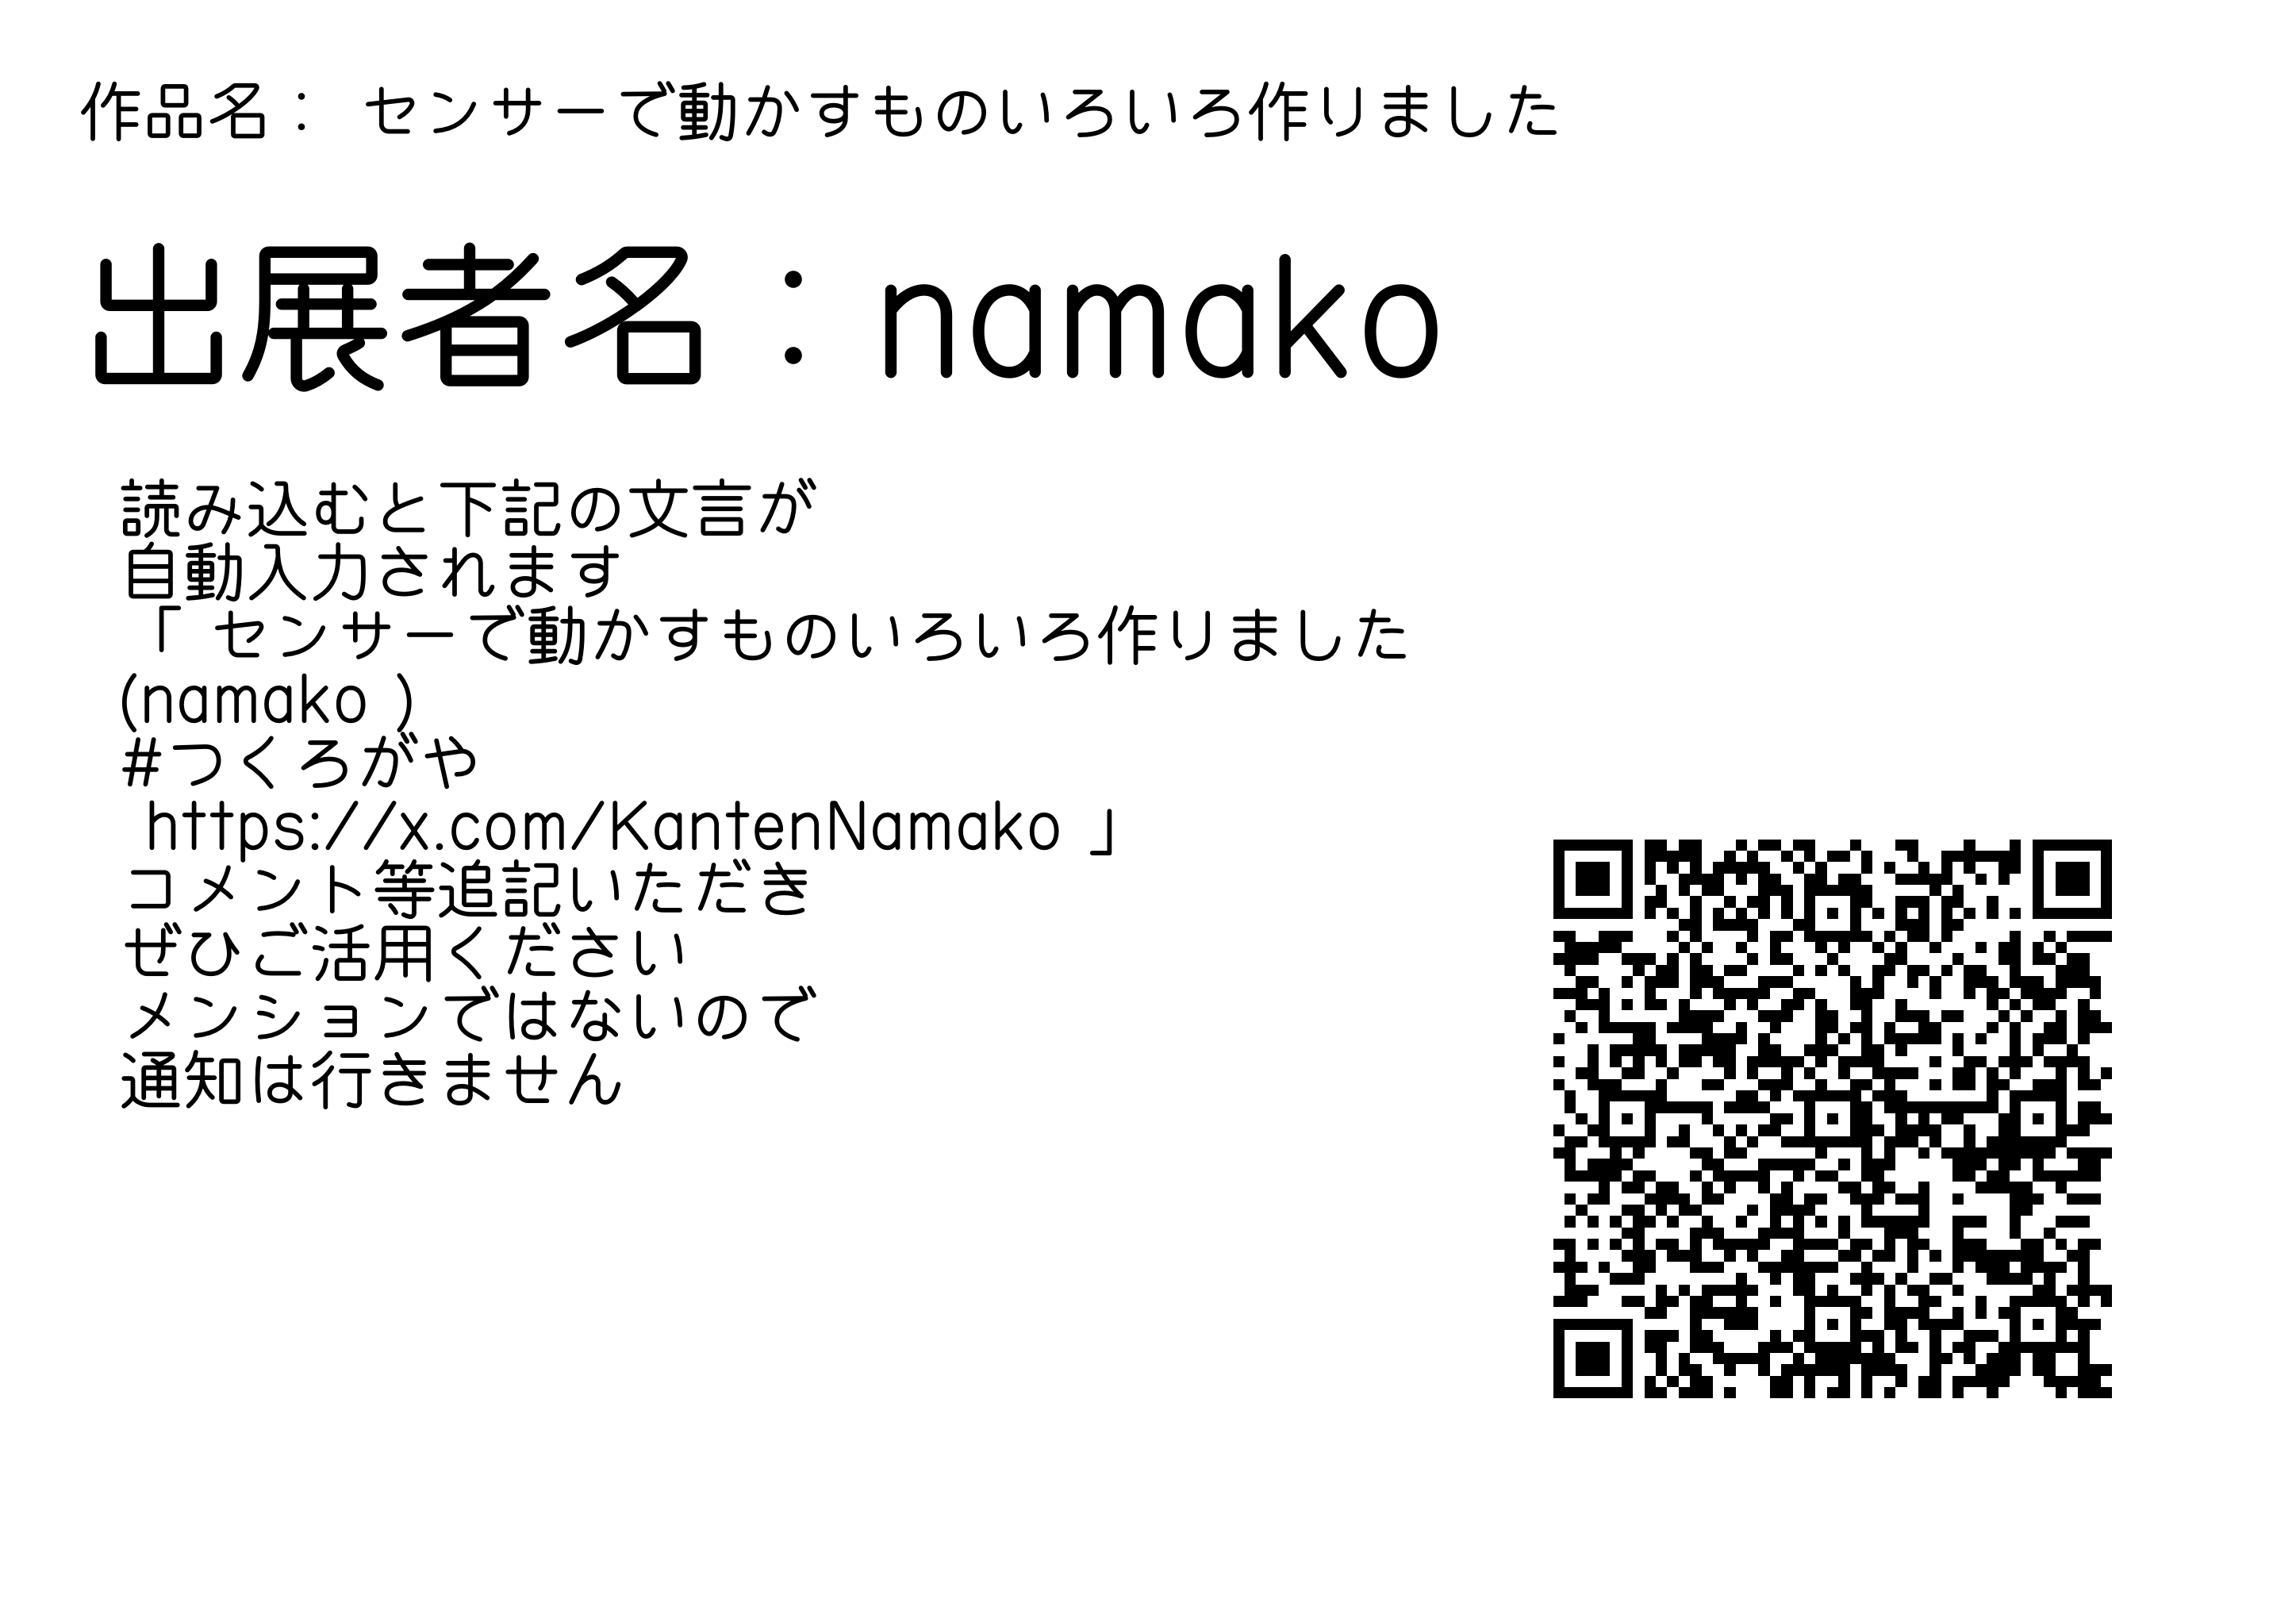 作品名： センサーで動かすものいろいろ作りました
出展者名：namako
読み込むと下記の文言が
自動入力されます
「 センサーで動かすものいろいろ作りました
(namako )
#つくろがや
https://x.com/KantenNamako 」
コメント等追記いただき
ぜひご活用ください
メンションではないので
通知は行きません